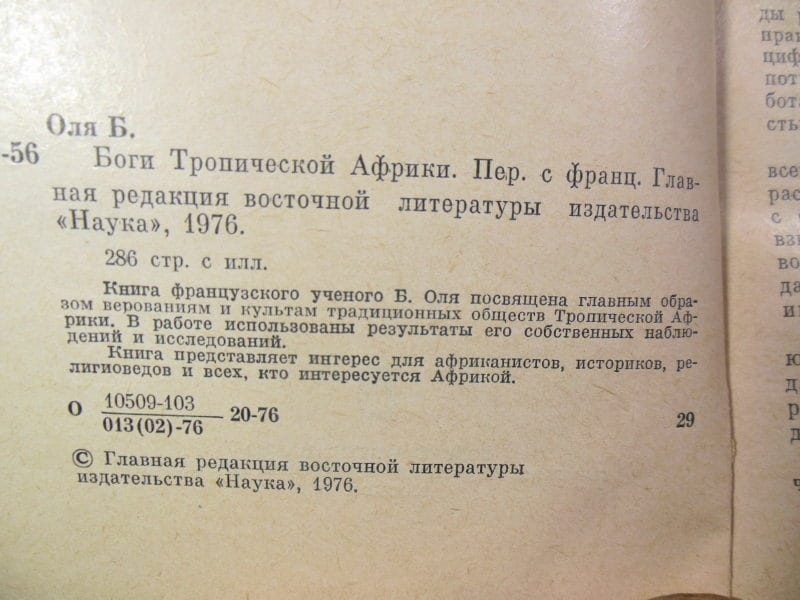 Оля Б.
-56
Боги Тропической Африки. Пер. с франц. Глав-
ная редакция восточной литературы издательства
«Наука», 1976.
286 стр. с илл.
Книга французского ученого Б. Оля посвящена главным обра-
зом верованиям и культам традиционных обществ Тропической Аф-
рики. В работе использованы результаты его собственных наблю-
дений и исследований.
Книга представляет интерес для африканистов, историков, ре-
лигиоведов и всех, кто интересуется Африкой.
О 10509-103
013(02)-76 20-76
29
© Главная редакция восточной литературы
издательства «Наука», 1976.